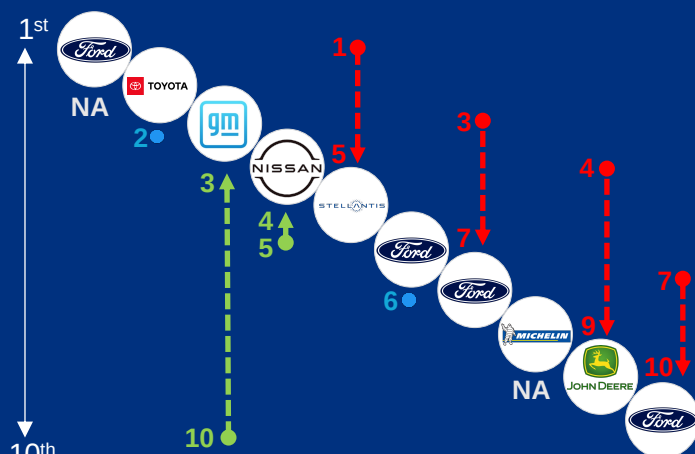 1st
Ford
NA
TOYOTA
2
gm
3
10
NISSAN
4
5
1
5
STELLANTIS
Ford
6
3
7
Ford
MICHELIN
NA
4
9
JOHN DEERE
7
10
Ford
10th